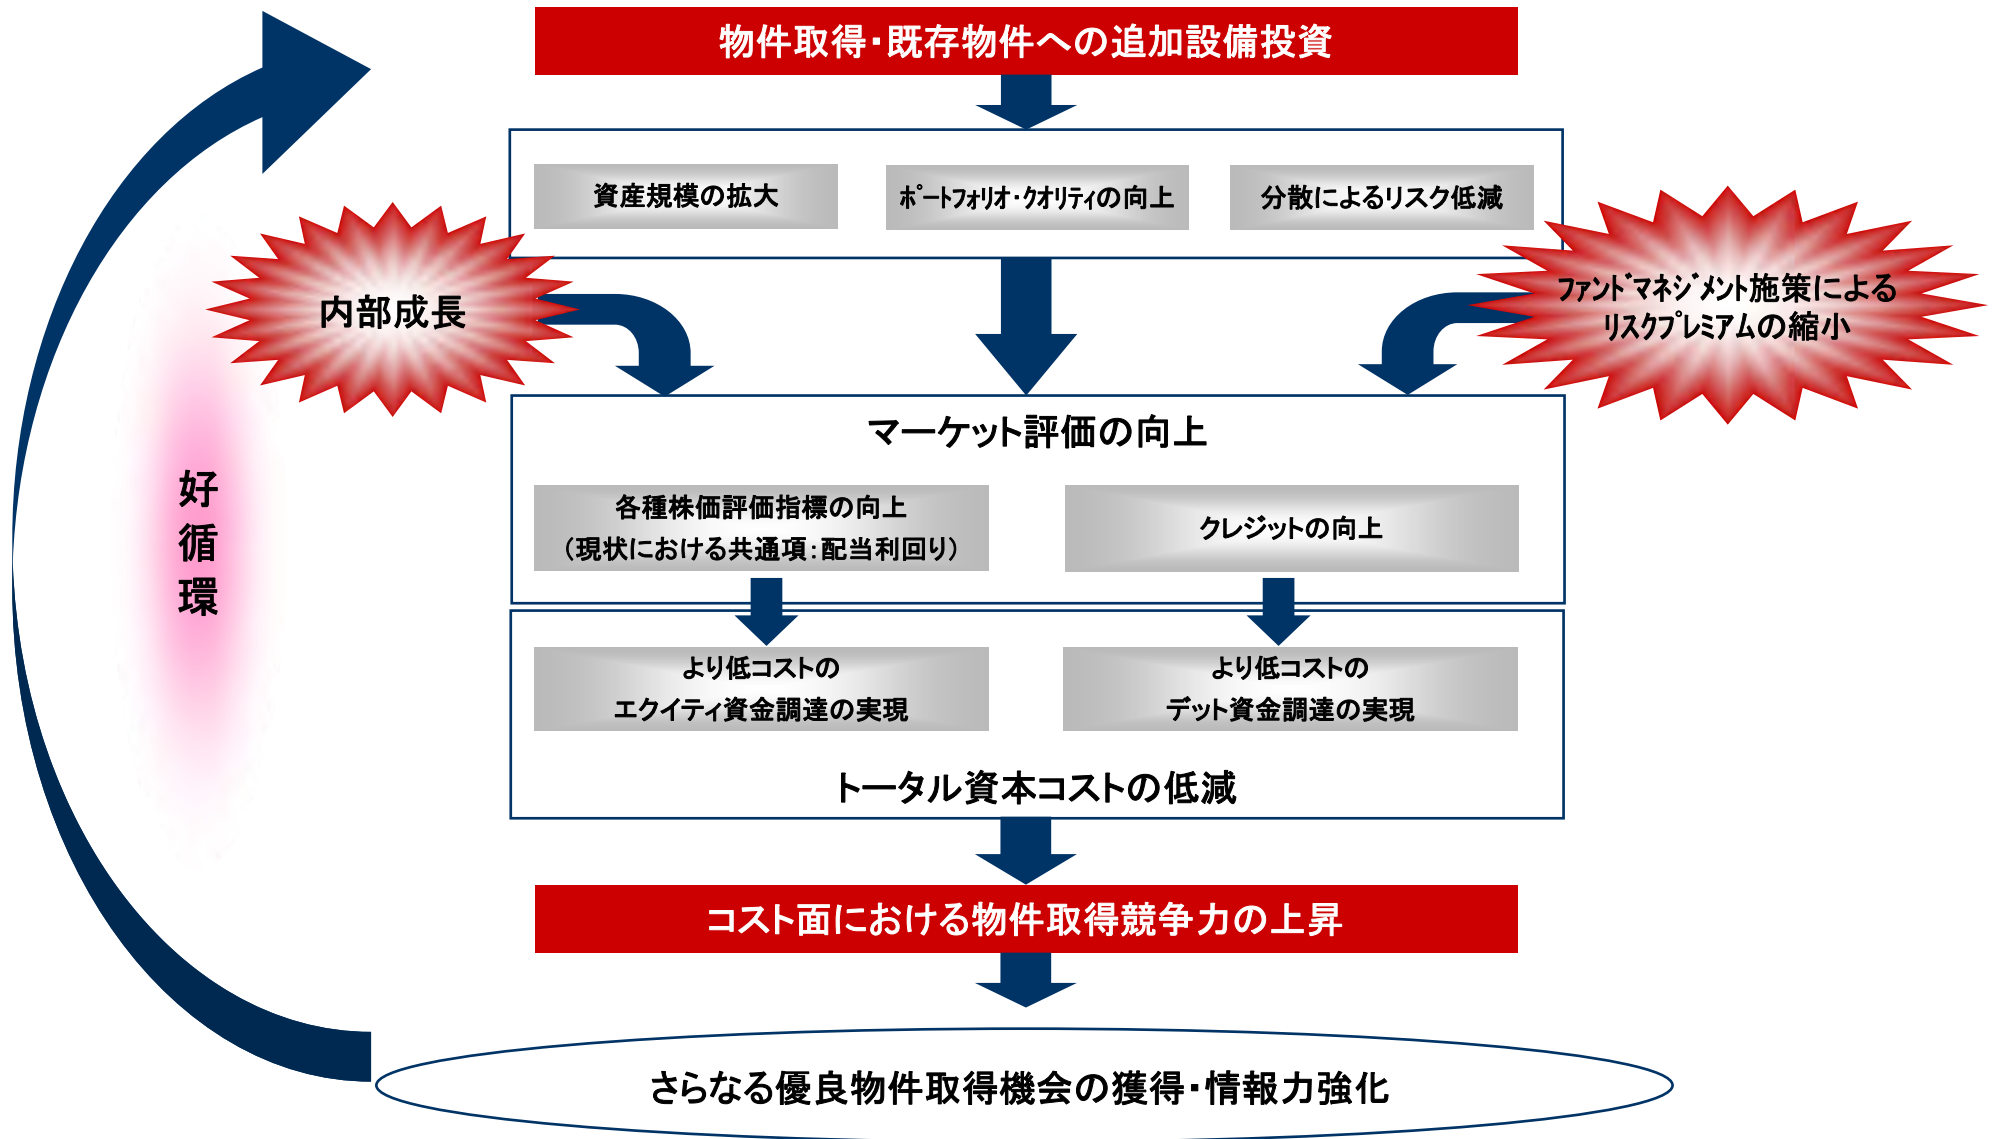 物件取得・既存物件への追加設備投資
資産規模の拡大
ﾎﾟｰﾄﾌｫﾘｵ・ｸｵﾘﾃｨの向上
分散によるリスク低減
内部成長
ﾌｧﾝﾄﾞﾏﾈｼﾞﾒﾝﾄ施策による
ﾘｽｸﾌﾟﾚﾐｱﾑの縮小
マーケット評価の向上
各種株価評価指標の向上
（現状における共通項：配当利回り）
クレジットの向上
好
循
環
より低コストの
エクイティ資金調達の実現
より低コストの
デット資金調達の実現
トータル資本コストの低減
コスト面における物件取得競争力の上昇
さらなる優良物件取得機会の獲得・情報力強化